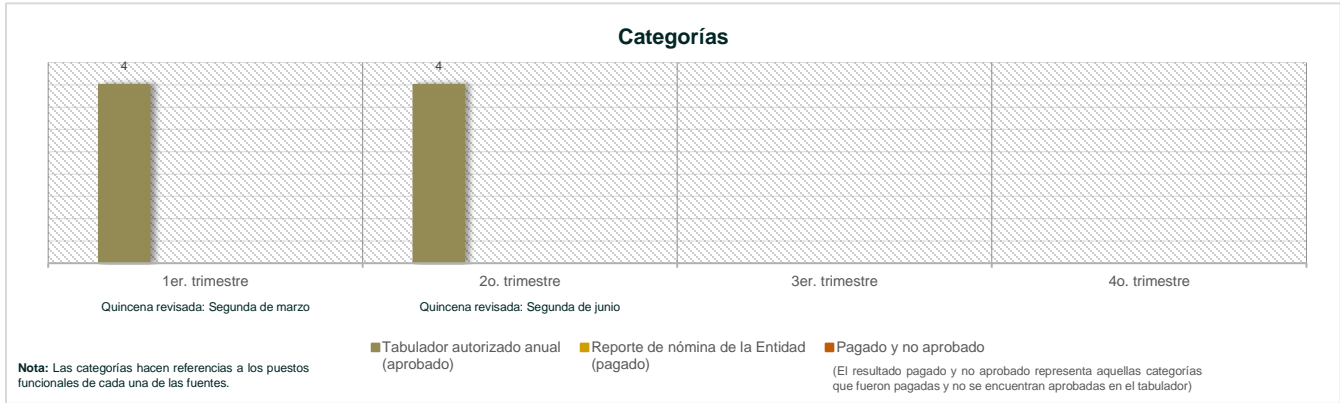 Categorías
4
4
1er. trimestre
2o. trimestre
3er. trimestre
4o. trimestre
Quincena revisada: Segunda de marzo
Quincena revisada: Segunda de junio
Tabulador autorizado anual
(aprobado)
Reporte de nómina de la Entidad
(pagado)
Pagado y no aprobado
(El resultado pagado y no aprobado representa aquellas categorías
que fueron pagadas y no se encuentran aprobadas en el tabulador)
Nota: Las categorías hacen referencias a los puestos
funcionales de cada una de las fuentes.